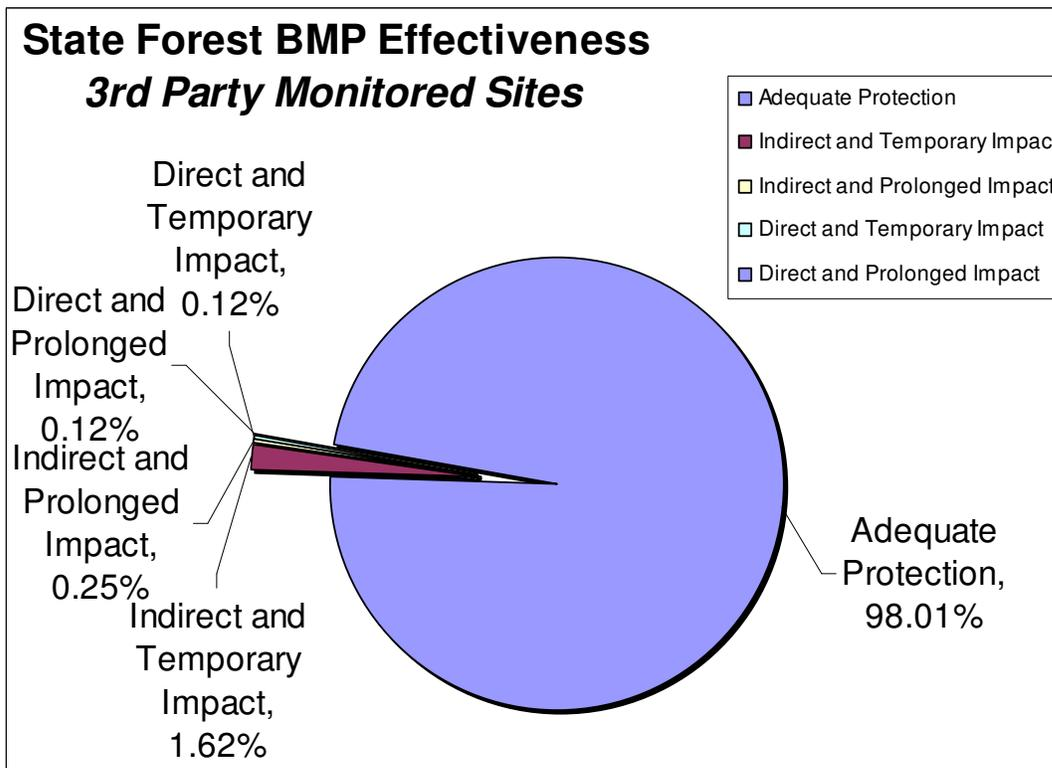 State Forest BMP Effectiveness
3rd Party Monitored Sites
Adequate Protection
Indirect and Temporary Impac
Indirect and Prolonged Impact
Direct and Temporary Impact
Direct and Prolonged Impact
Direct and
Temporary
Impact,
0.12%
Direct and
Prolonged
Impact,
0.12%
Indirect and
Prolonged
Impact,
0.25%
Indirect and
Temporary
Impact,
1.62%
Adequate
Protection,
98.01%